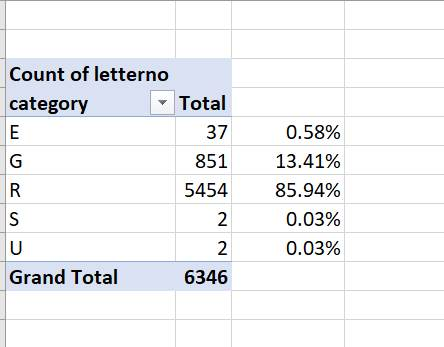 Count of letterno
category Total
E 37 0.58%
G 851 13.41%
R 5454 85.94%
S 2 0.03%
U 2 0.03%
Grand Total 6346